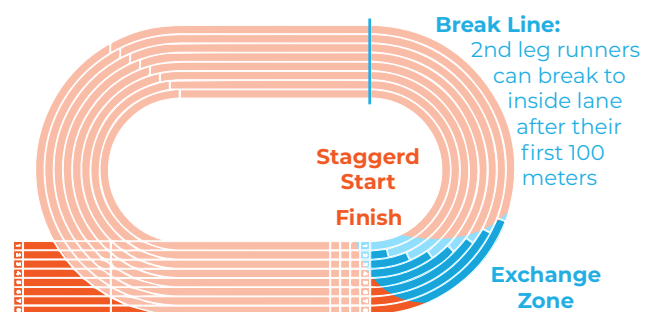 Break Line:
2nd leg runners
can break to
inside lane
after their
first 100
meters
Staggerd
Start
Finish
Exchange
Zone